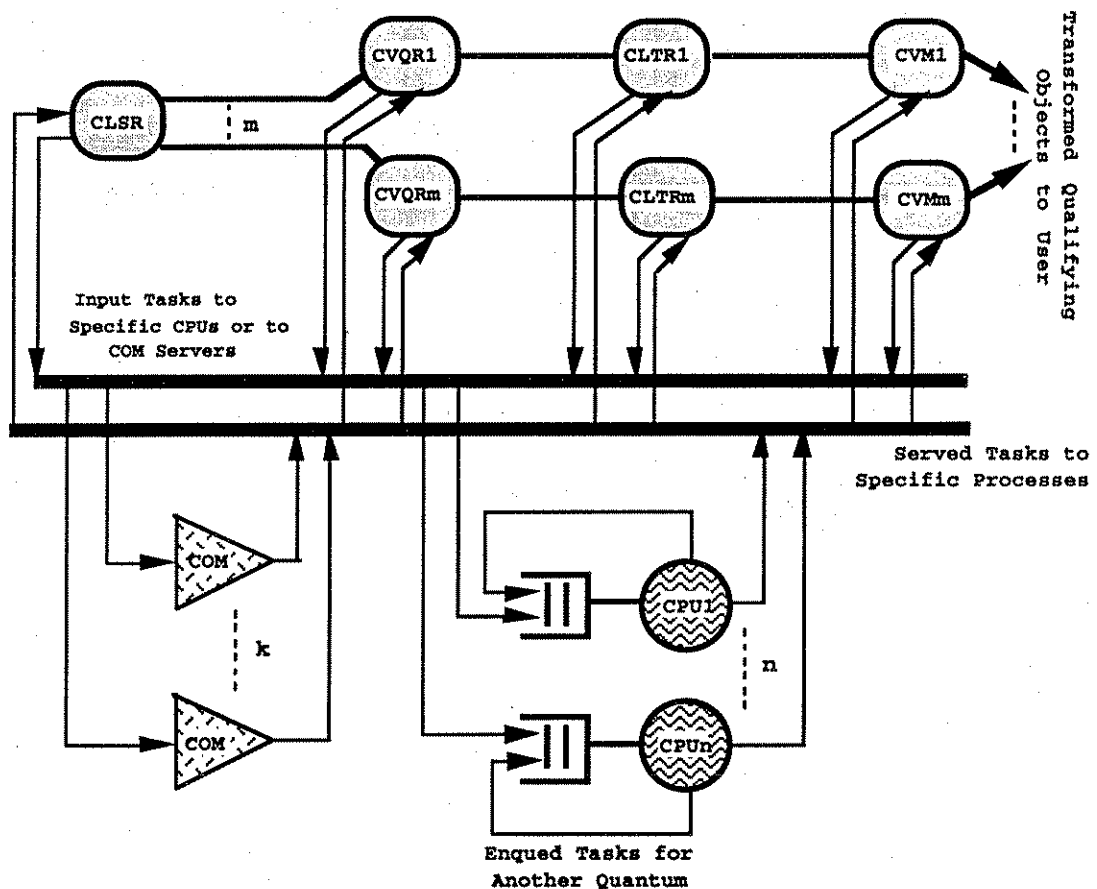 CVQR1
CLTR1
CVM1
CLSR
m
CVQRm
CLTRm
CVMm
Transformed Qualifying
Objects to User
Input Tasks to
Specific CPUs or to
COM Servers
Served Tasks to
Specific Processes
COM
k
COM
CPU1
n
CPUn
Enqued Tasks for
Another Quantum